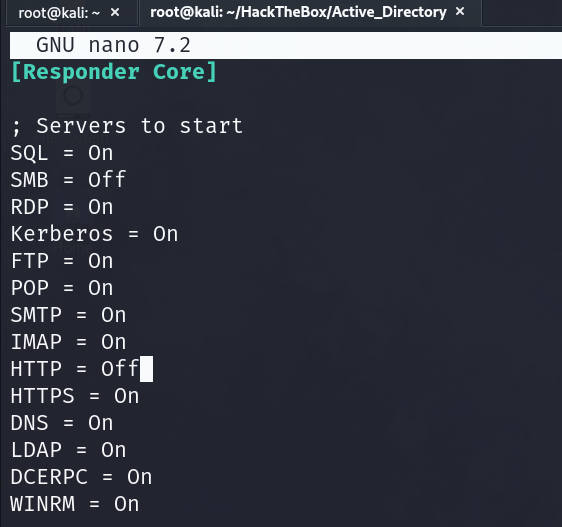 root@kali: ~ × root@kali: ~/HackTheBox/Active_Directory ×
GNU nano 7.2
[Responder Core]
; Servers to start
SQL = On
SMB = Off
RDP = On
Kerberos = On
FTP = On
POP = On
SMTP = On
IMAP = On
HTTP = Off
HTTPS = On
DNS = On
LDAP = On
DCERPC = On
WINRM = On